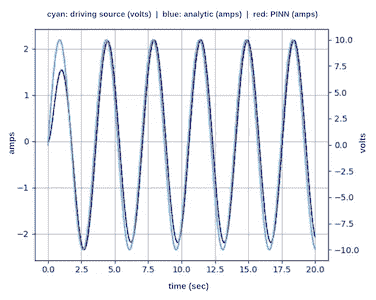 cyan: driving source (volts) | blue: analytic (amps) | red: PINN (amps)
2
1
0
−1
−2
amps
10.0
7.5
5.0
2.5
0.0
−2.5
−5.0
−7.5
−10.0
volts
0.0 2.5 5.0 7.5 10.0 12.5 15.0 17.5 20.0
time (sec)